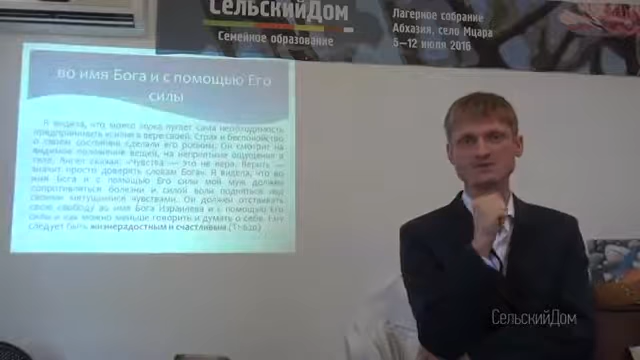 СельскийДом
Семейное образование
Лагерное собрание
Абхазия, село Мцара
5–12 июля 2016
во имя Бога и с помощью Его
силы
Я видела, что моего мужа пугает сама необходимость
предпринимать усилия в вере своей. Страх и беспокойство
о своем состоянии сделали его робким. Он смотрит на
видимое положение вещей, на неприятные ощущения в
теле. Ангел сказал: «Чувства — это не вера. Верить —
значит просто доверять словам Бога». Я видела, что во
имя Бога и с помощью Его силы мой муж должен
сопротивляться болезни и силой воли подняться над
своими мятущимися чувствами. Он должен отстаивать
свою свободу во имя Бога Израилева и с помощью Его
силы и как можно меньше говорить и думать о себе. Ему
следует быть жизнерадостным и счастливым
СельскийДом